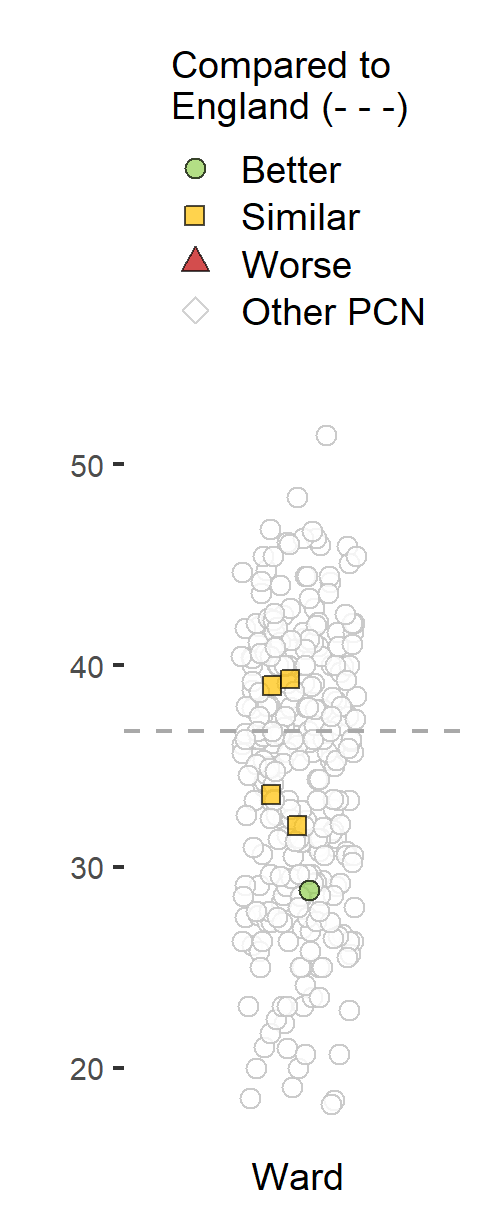 Compared to
England (- - -)
Better
Similar
Worse
Other PCN
50
40
30
20
Ward